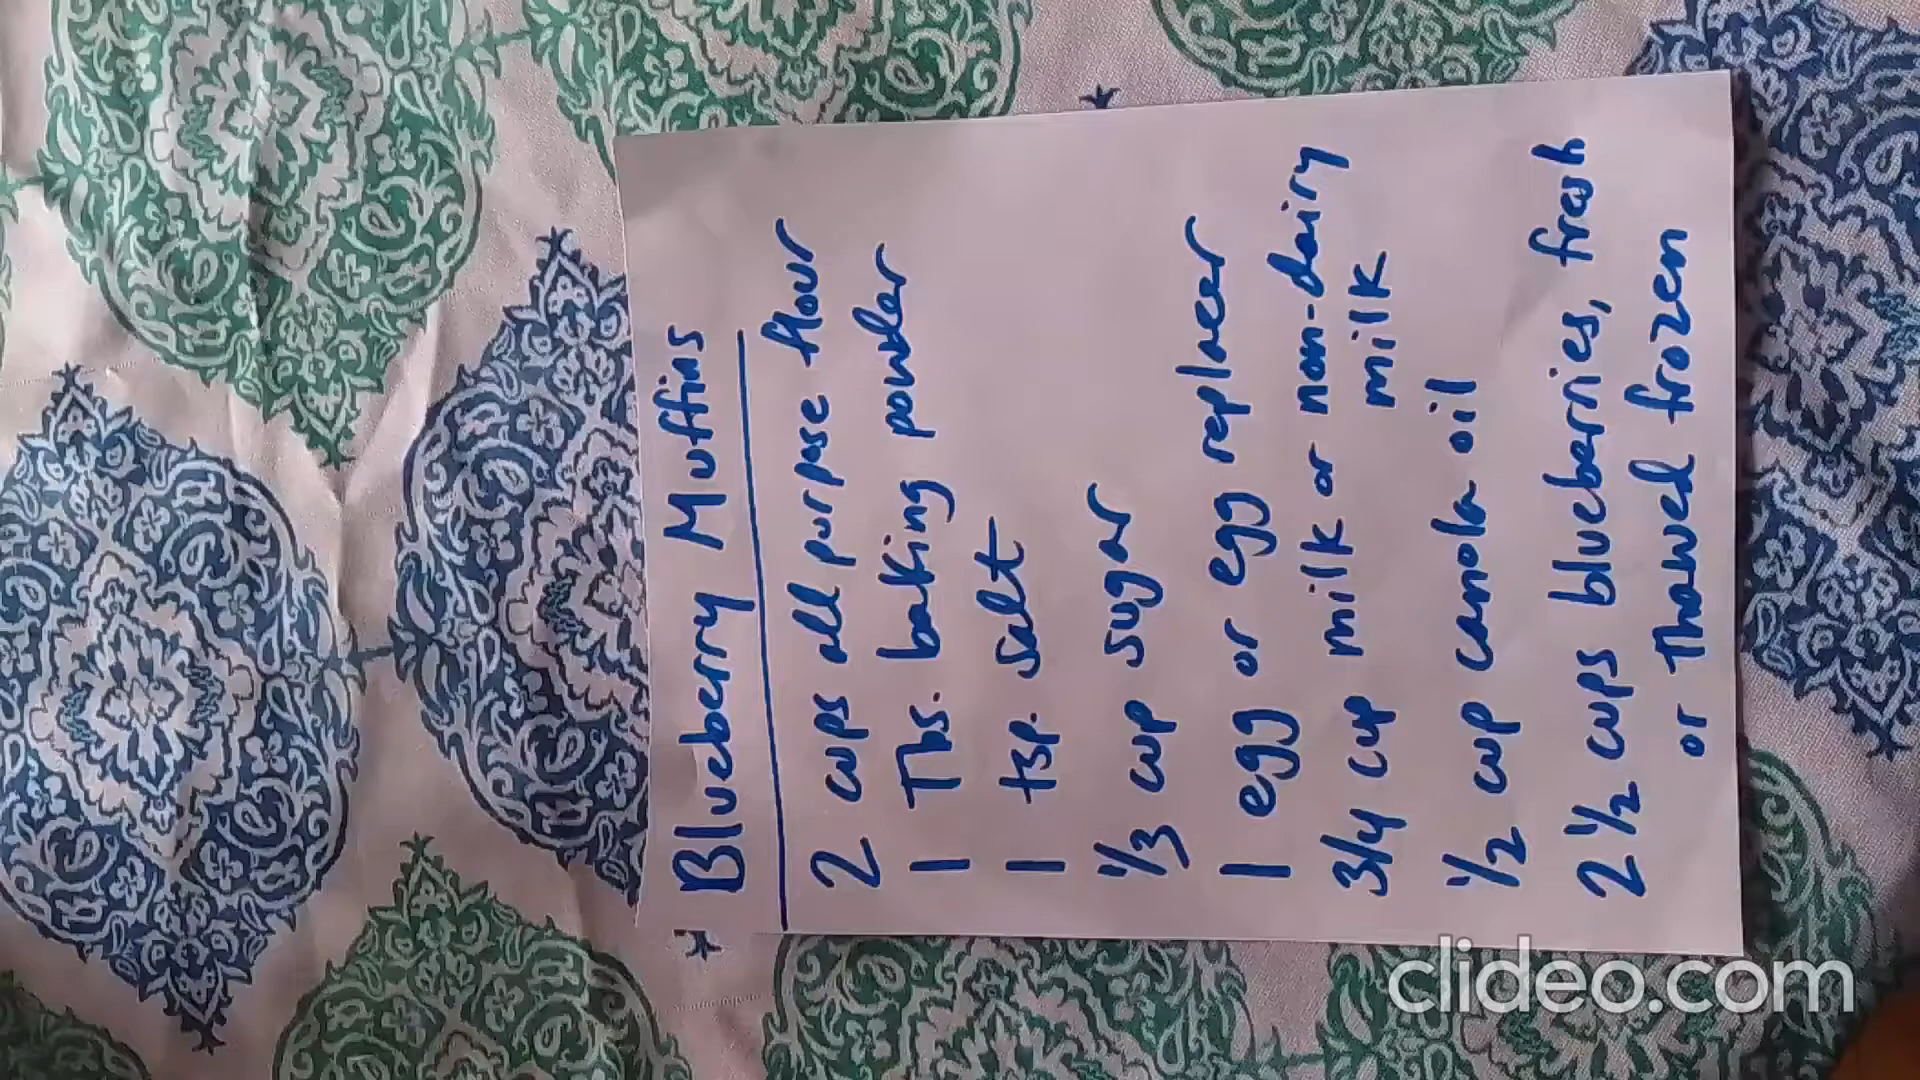 Blueberry Muffins
2 cups all purpose flour
1 Tbs. baking powder
1 tsp. salt
1/3 cup sugar
1 egg or egg replacer
3/4 cup milk or non-dairy
milk
1/2 cup canola oil
2 1/2 cups blueberries, fresh
or thawed frozen
clideo.com